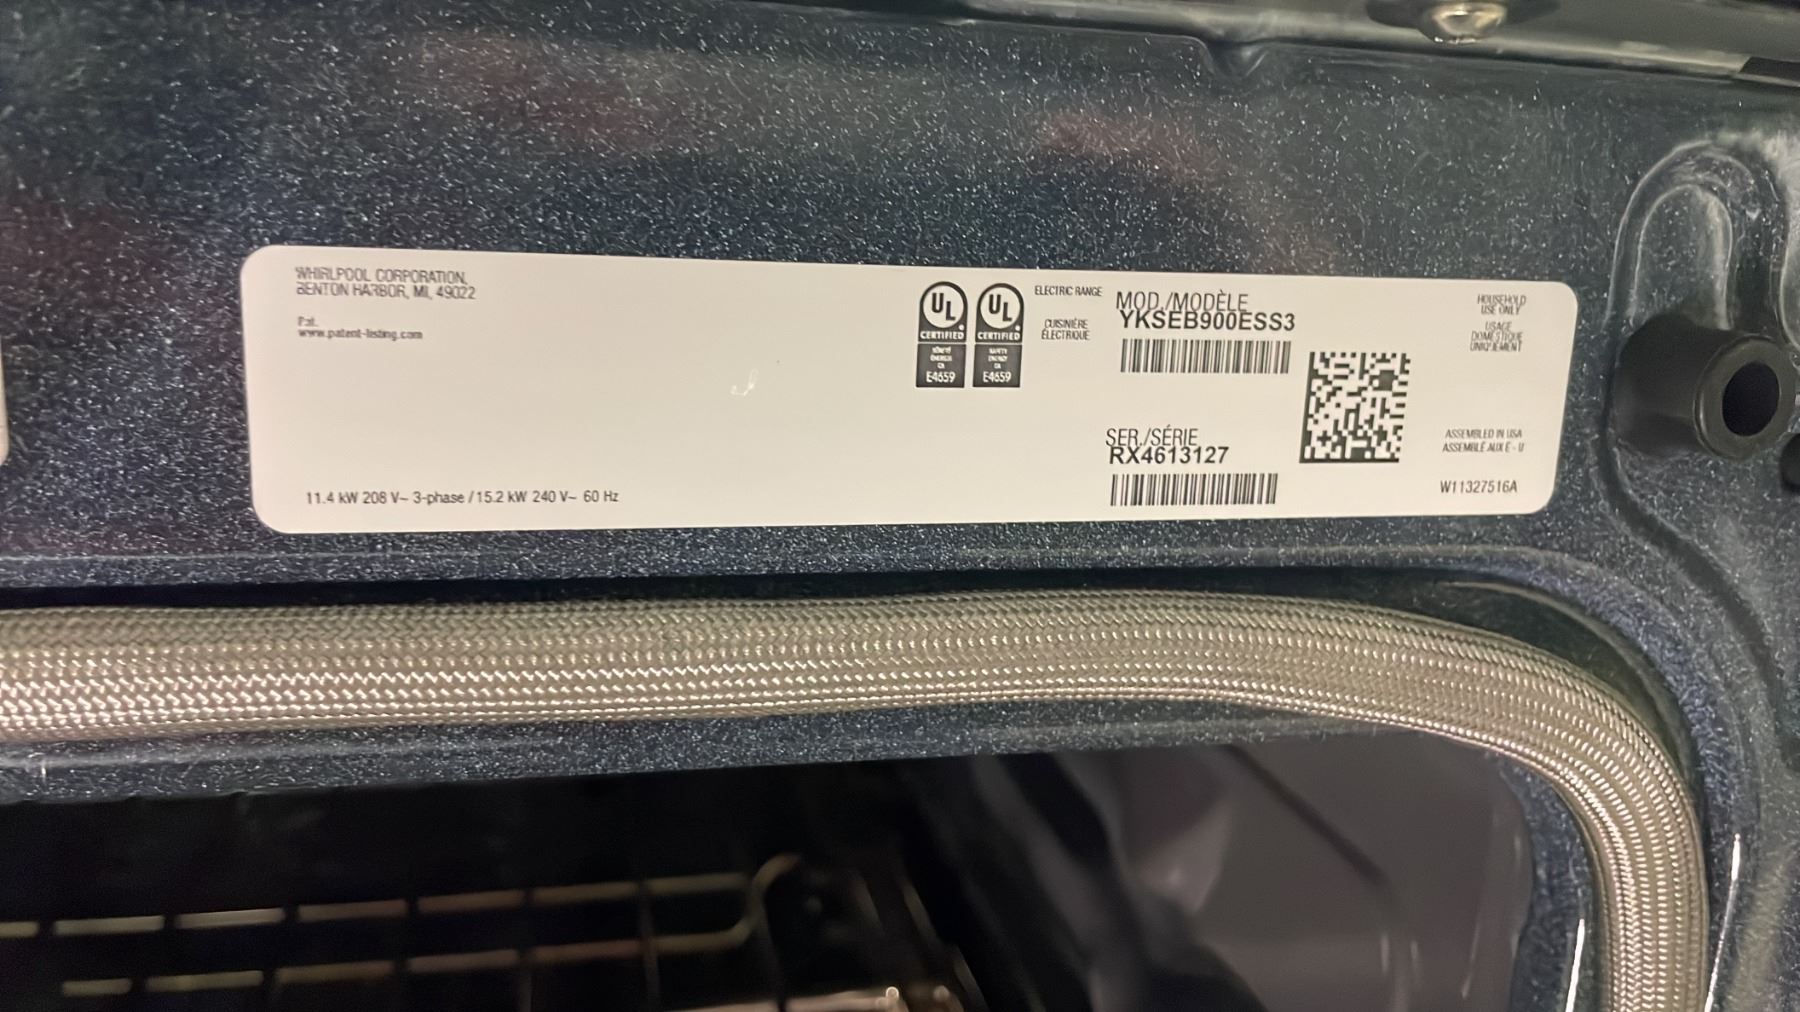 WHIRLPOOL CORPORATION,
BENTON HARBOR, MI, 49022
Pat.
www.patent-listing.com
11.4 kW 208 V~ 3-phase / 15.2 kW 240 V~ 60 Hz
UL
CERTIFIED
E4659
UL
CERTIFIED
SAFETY
ENERGY
E4659
ELECTRIC RANGE
CUISINIÈRE
ÉLECTRIQUE
MOD./MODÈLE
YKSEB900ESS3
SER./SÉRIE
RX4613127
HOUSEHOLD
USE ONLY
USAGE
DOMESTIQUE
UNIQUEMENT
ASSEMBLED IN USA
ASSEMBLÉ AUX É - U
W11327516A